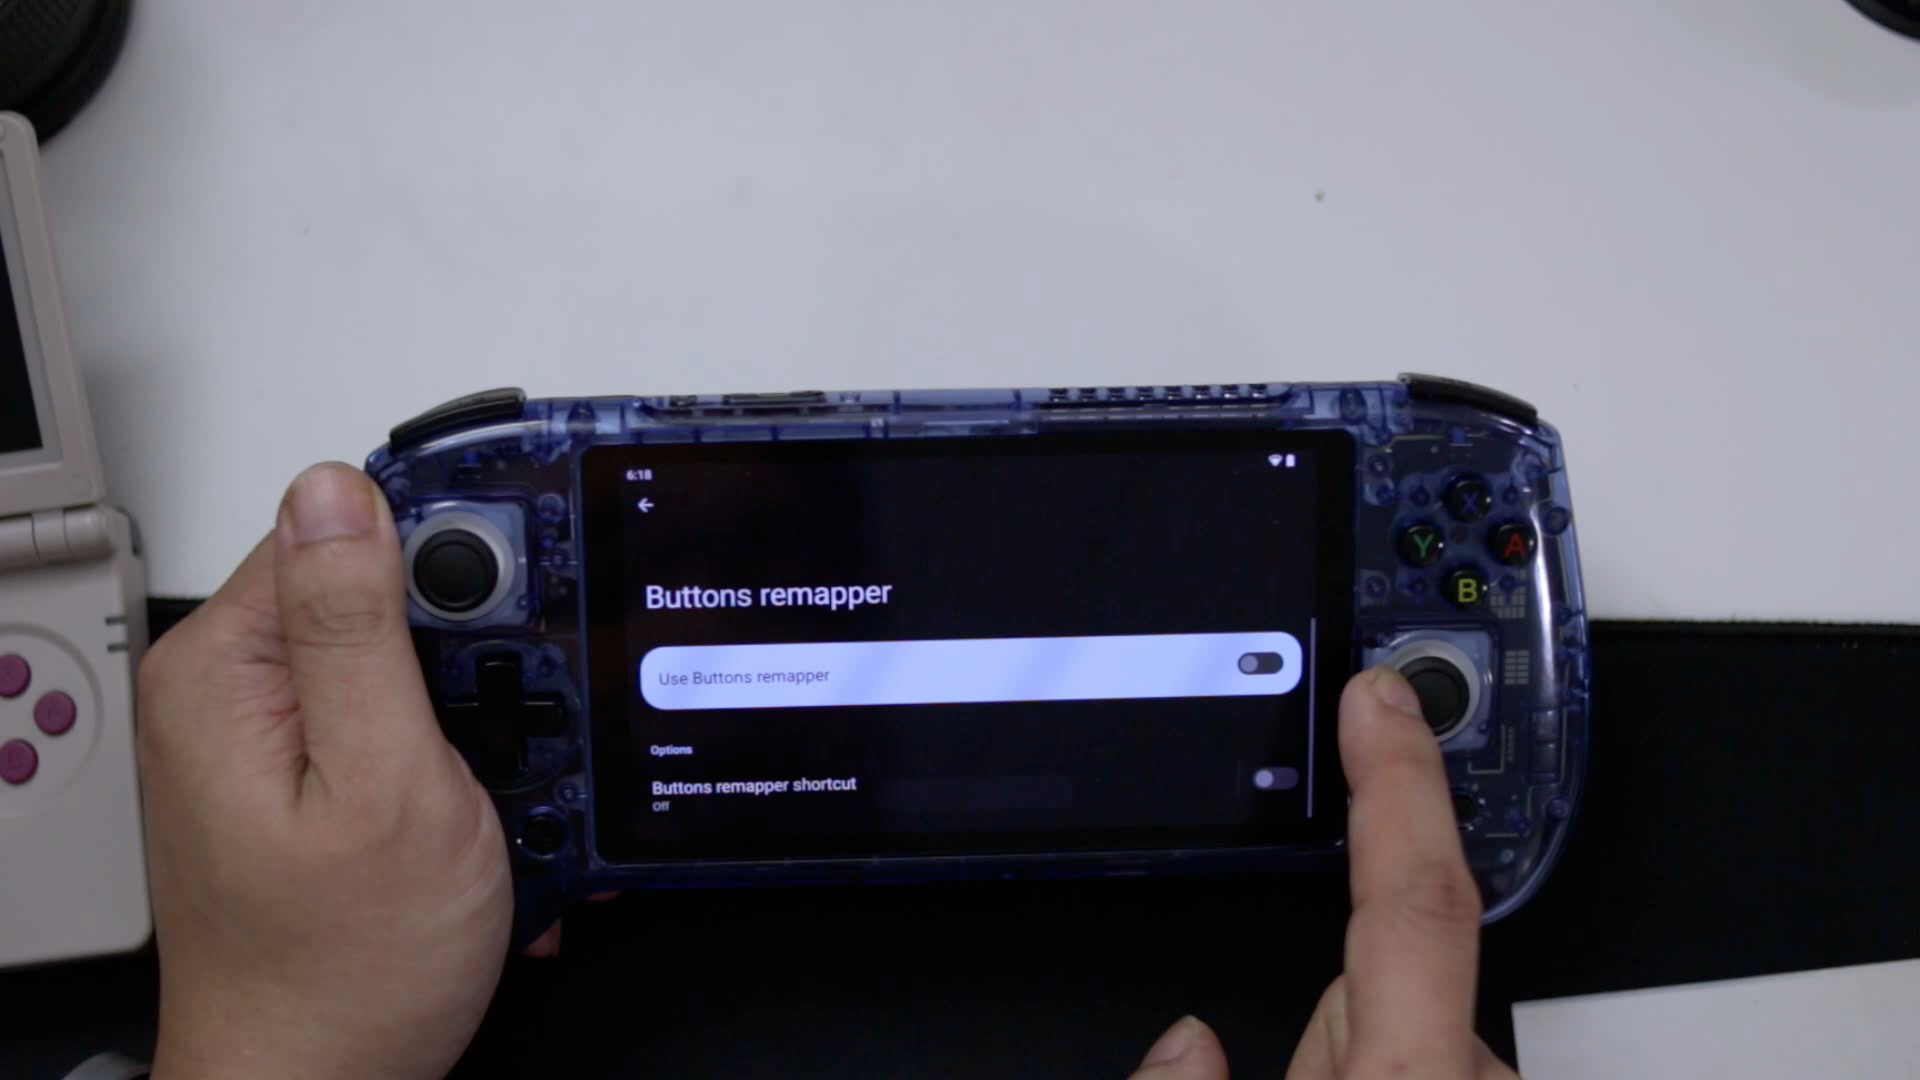 6:18
Buttons remapper
Use Buttons remapper
Options
Buttons remapper shortcut
Off
X
Y
A
B